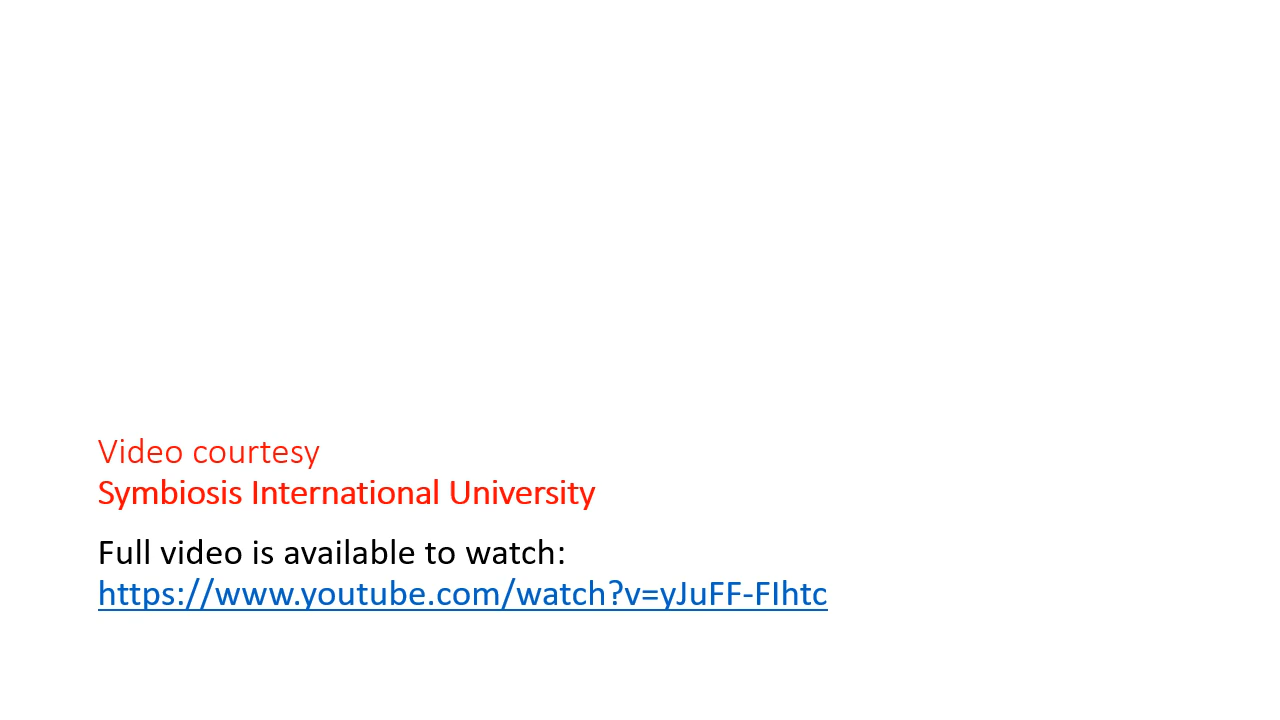 Video courtesy
Symbiosis International University
Full video is available to watch:
https://www.youtube.com/watch?v=yJuFF-FIhtc